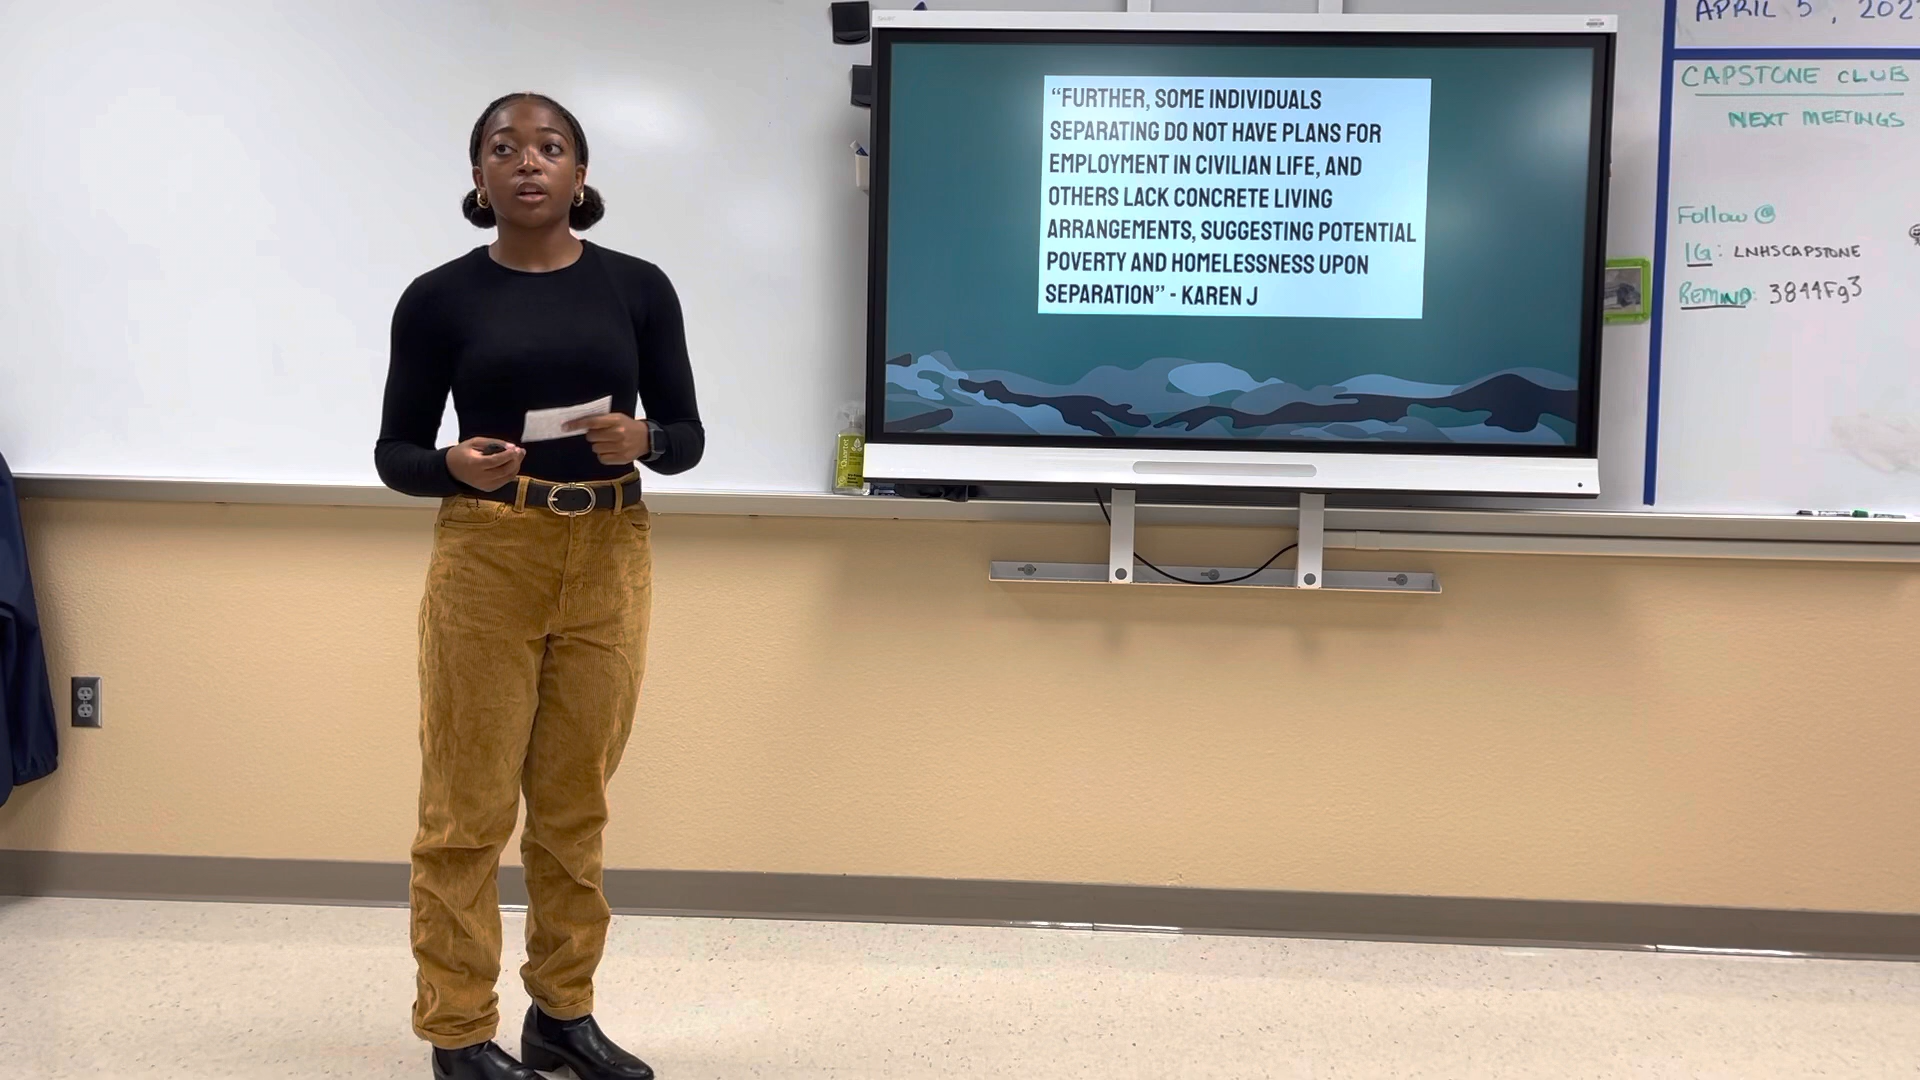 “FURTHER, SOME INDIVIDUALS
SEPARATING DO NOT HAVE PLANS FOR
EMPLOYMENT IN CIVILIAN LIFE, AND
OTHERS LACK CONCRETE LIVING
ARRANGEMENTS, SUGGESTING POTENTIAL
POVERTY AND HOMELESSNESS UPON
SEPARATION” - KAREN J
APRIL 5, 202
CAPSTONE CLUB
NEXT MEETINGS
Follow @
IG: LNHSCAPSTONE
REMIND: 3844Fg3
Quartet